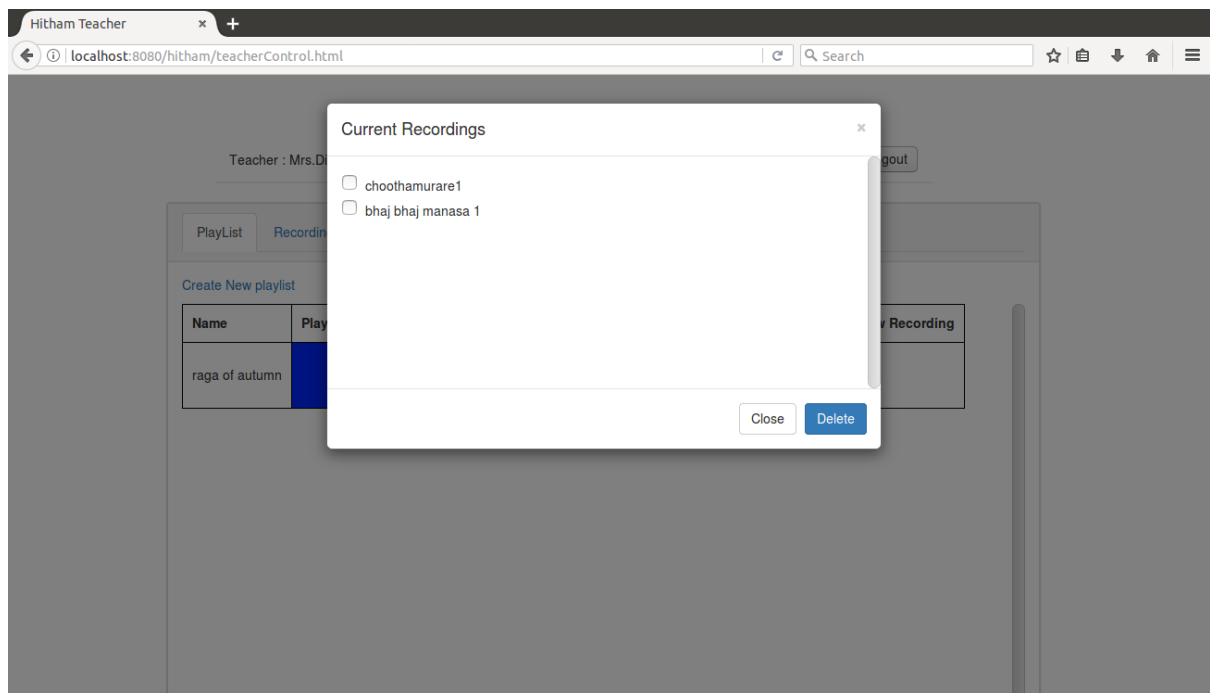 Hitham Teacher
localhost:8080/hitham/teacherControl.html
Search
Current Recordings
Teacher : Mrs.Di
gout
choothamurare1
bhaj bhaj manasa 1
PlayList Recordin
Create New playlist
Name Play Recording
raga of autumn
Close Delete